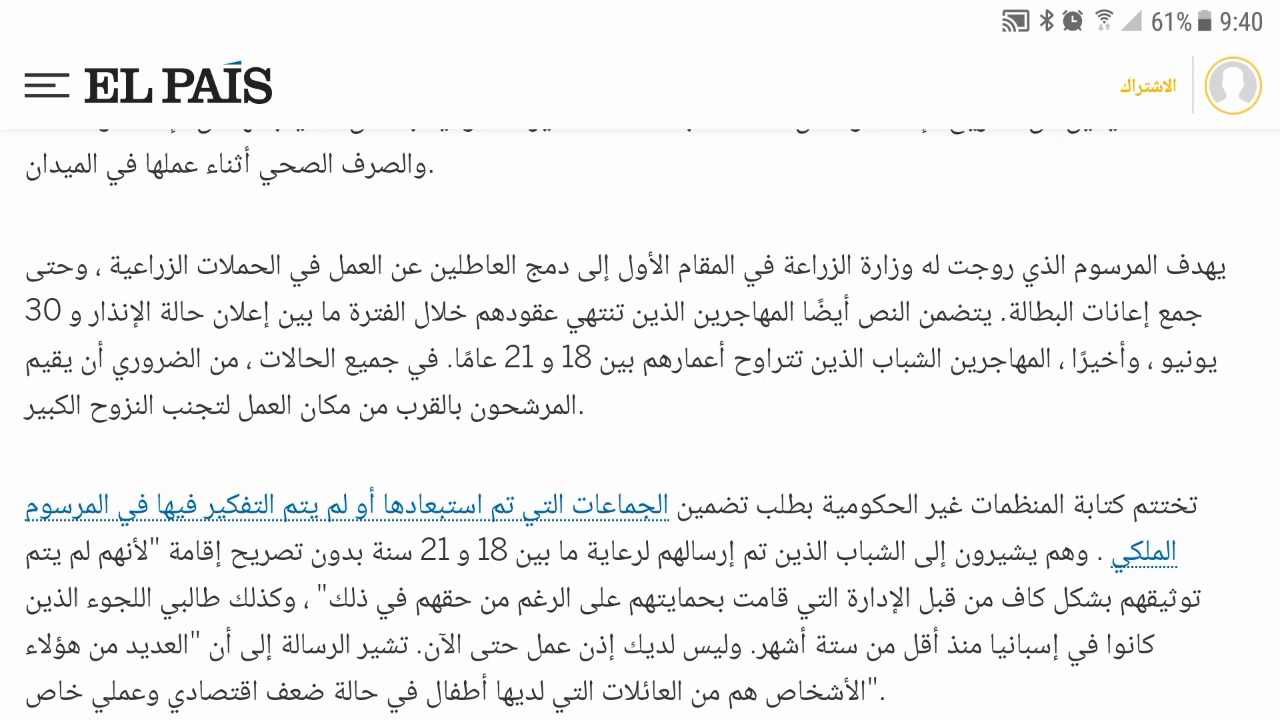 61% 9:40
EL PAÍS
الاشتراك
والصرف الصحي أثناء عملها في الميدان.
يهدف المرسوم الذي روجت له وزارة الزراعة في المقام الأول إلى دمج العاطلين عن العمل في الحملات الزراعية ، وحتى
جمع إعانات البطالة. يتضمن النص أيضًا المهاجرين الذين تنتهي عقودهم خلال الفترة ما بين إعلان حالة الإنذار و 30
يونيو ، وأخيرًا ، المهاجرين الشباب الذين تتراوح أعمارهم بين 18 و 21 عامًا. في جميع الحالات ، من الضروري أن يقيم
المرشحون بالقرب من مكان العمل لتجنب النزوح الكبير.
تختتم كتابة المنظمات غير الحكومية بطلب تضمين الجماعات التي تم استبعادها أو لم يتم التفكير فيها في المرسوم
الملكي . وهم يشيرون إلى الشباب الذين تم إرسالهم لرعاية ما بين 18 و 21 سنة بدون تصريح إقامة "لأنهم لم يتم
توثيقهم بشكل كاف من قبل الإدارة التي قامت بحمايتهم على الرغم من حقهم في ذلك" ، وكذلك طالبي اللجوء الذين
كانوا في إسبانيا منذ أقل من ستة أشهر. وليس لديك إذن عمل حتى الآن. تشير الرسالة إلى أن "العديد من هؤلاء
الأشخاص هم من العائلات التي لديها أطفال في حالة ضعف اقتصادي وعملي خاص".